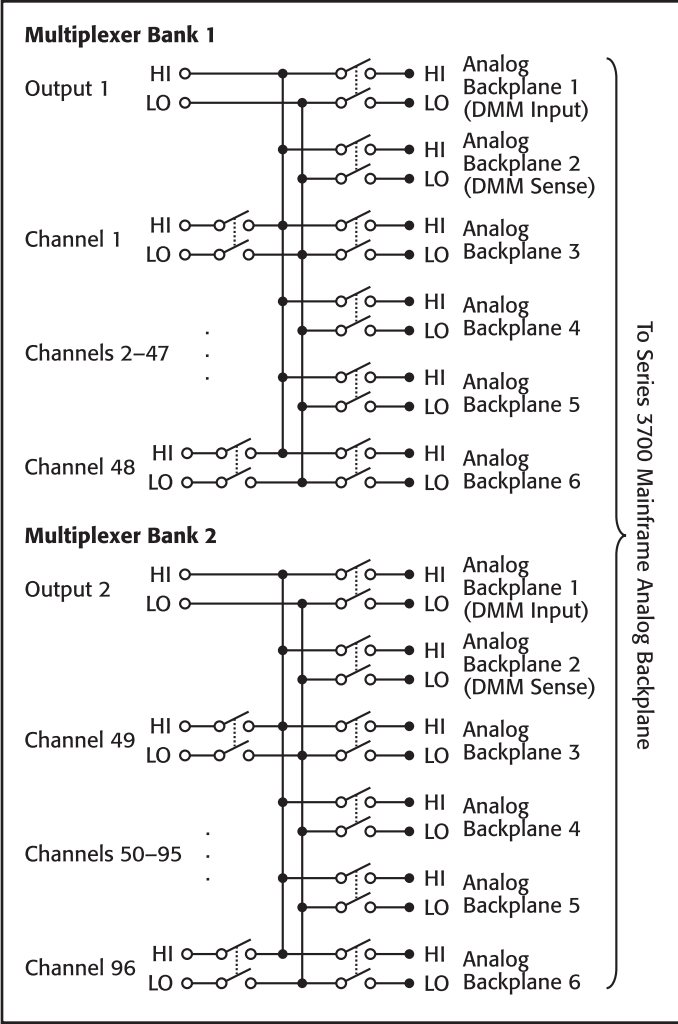 Multiplexer Bank 1
Output 1
HI
LO
HI
LO
Analog
Backplane 1
(DMM Input)
HI
LO
Analog
Backplane 2
(DMM Sense)
Channel 1
HI
LO
HI
LO
Analog
Backplane 3
HI
LO
Analog
Backplane 4
Channels 2–47
HI
LO
Analog
Backplane 5
Channel 48
HI
LO
HI
LO
Analog
Backplane 6
Multiplexer Bank 2
Output 2
HI
LO
HI
LO
Analog
Backplane 1
(DMM Input)
HI
LO
Analog
Backplane 2
(DMM Sense)
Channel 49
HI
LO
HI
LO
Analog
Backplane 3
HI
LO
Analog
Backplane 4
Channels 50–95
HI
LO
Analog
Backplane 5
Channel 96
HI
LO
HI
LO
Analog
Backplane 6
To Series 3700 Mainframe Analog Backplane